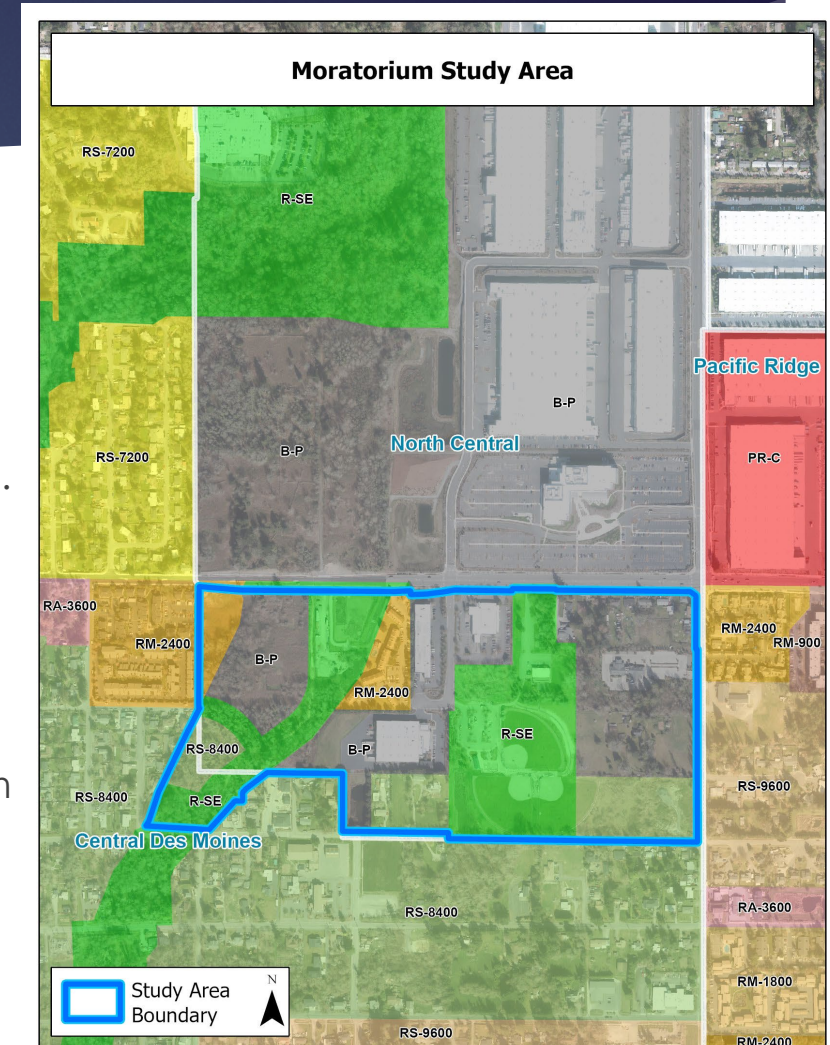 Moratorium Study Area
RS-7200
R-SE
Pacific Ridge
B-P
North Central
B-P
RS-7200
PR-C
.
RA-3600
RM-2400
RM-2400
RM-900
B-P
RM-2400
R-SE
RS-8400
B-P
n
RS-9600
RS-8400
R-SE
Central Des Moines
RS-8400
RA-3600
RM-1800
N
Study Area
Boundary
RS-9600
RM-2400